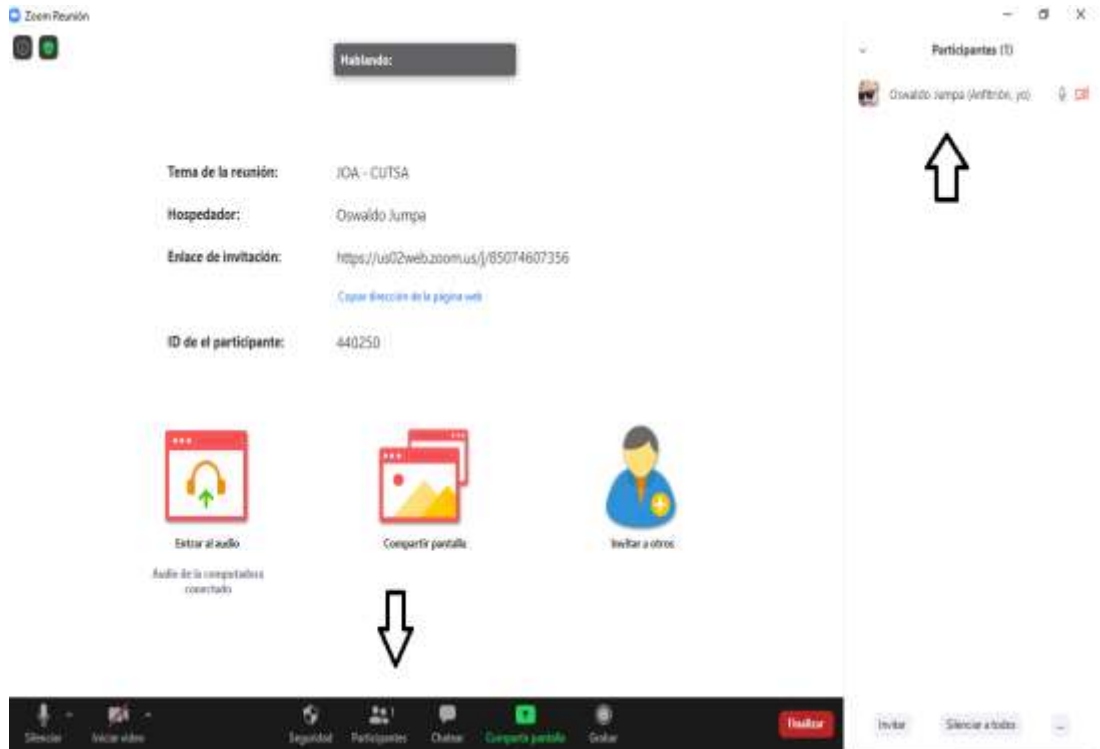 Zoom Reunión
Hablando:
Participantes (1)
Oswaldo Jumpa (Anfitrión, yo)
Tema de la reunión: JOA - CUTSA
Hospedador: Oswaldo Jumpa
Enlace de invitación: https://us02web.zoom.us/j/85074607356
Copiar dirección de la página web
ID de el participante: 440250
Entrar al audio
Compartir pantalla
Invitar a otros
Audio de la computadora
conectado
Silenciar
Iniciar video
Seguridad
Participantes
1
Chatear
Compartir pantalla
Grabar
Finalizar
Invitar
Silenciar a todos
...